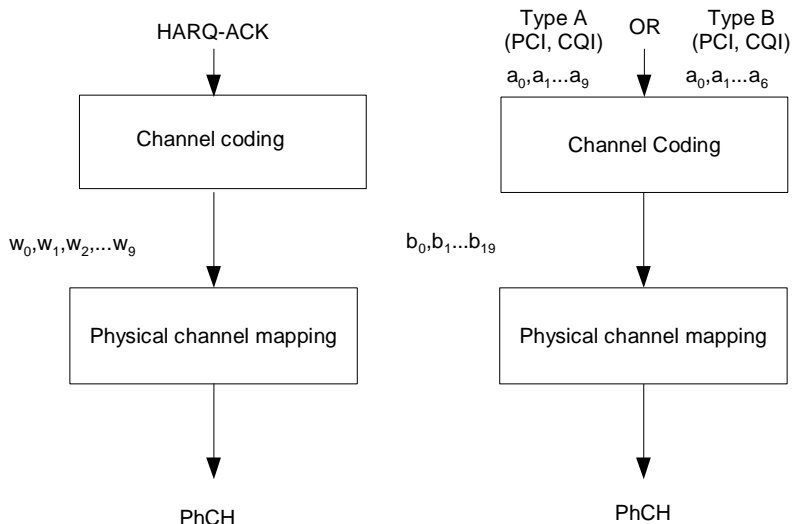 HARQ-ACK
Channel coding
w0,w1,w2,...w9
Physical channel mapping
PhCH
Type A
(PCI, CQI)
OR
Type B
(PCI, CQI)
a0,a1...a9
a0,a1...a6
Channel Coding
b0,b1...b19
Physical channel mapping
PhCH